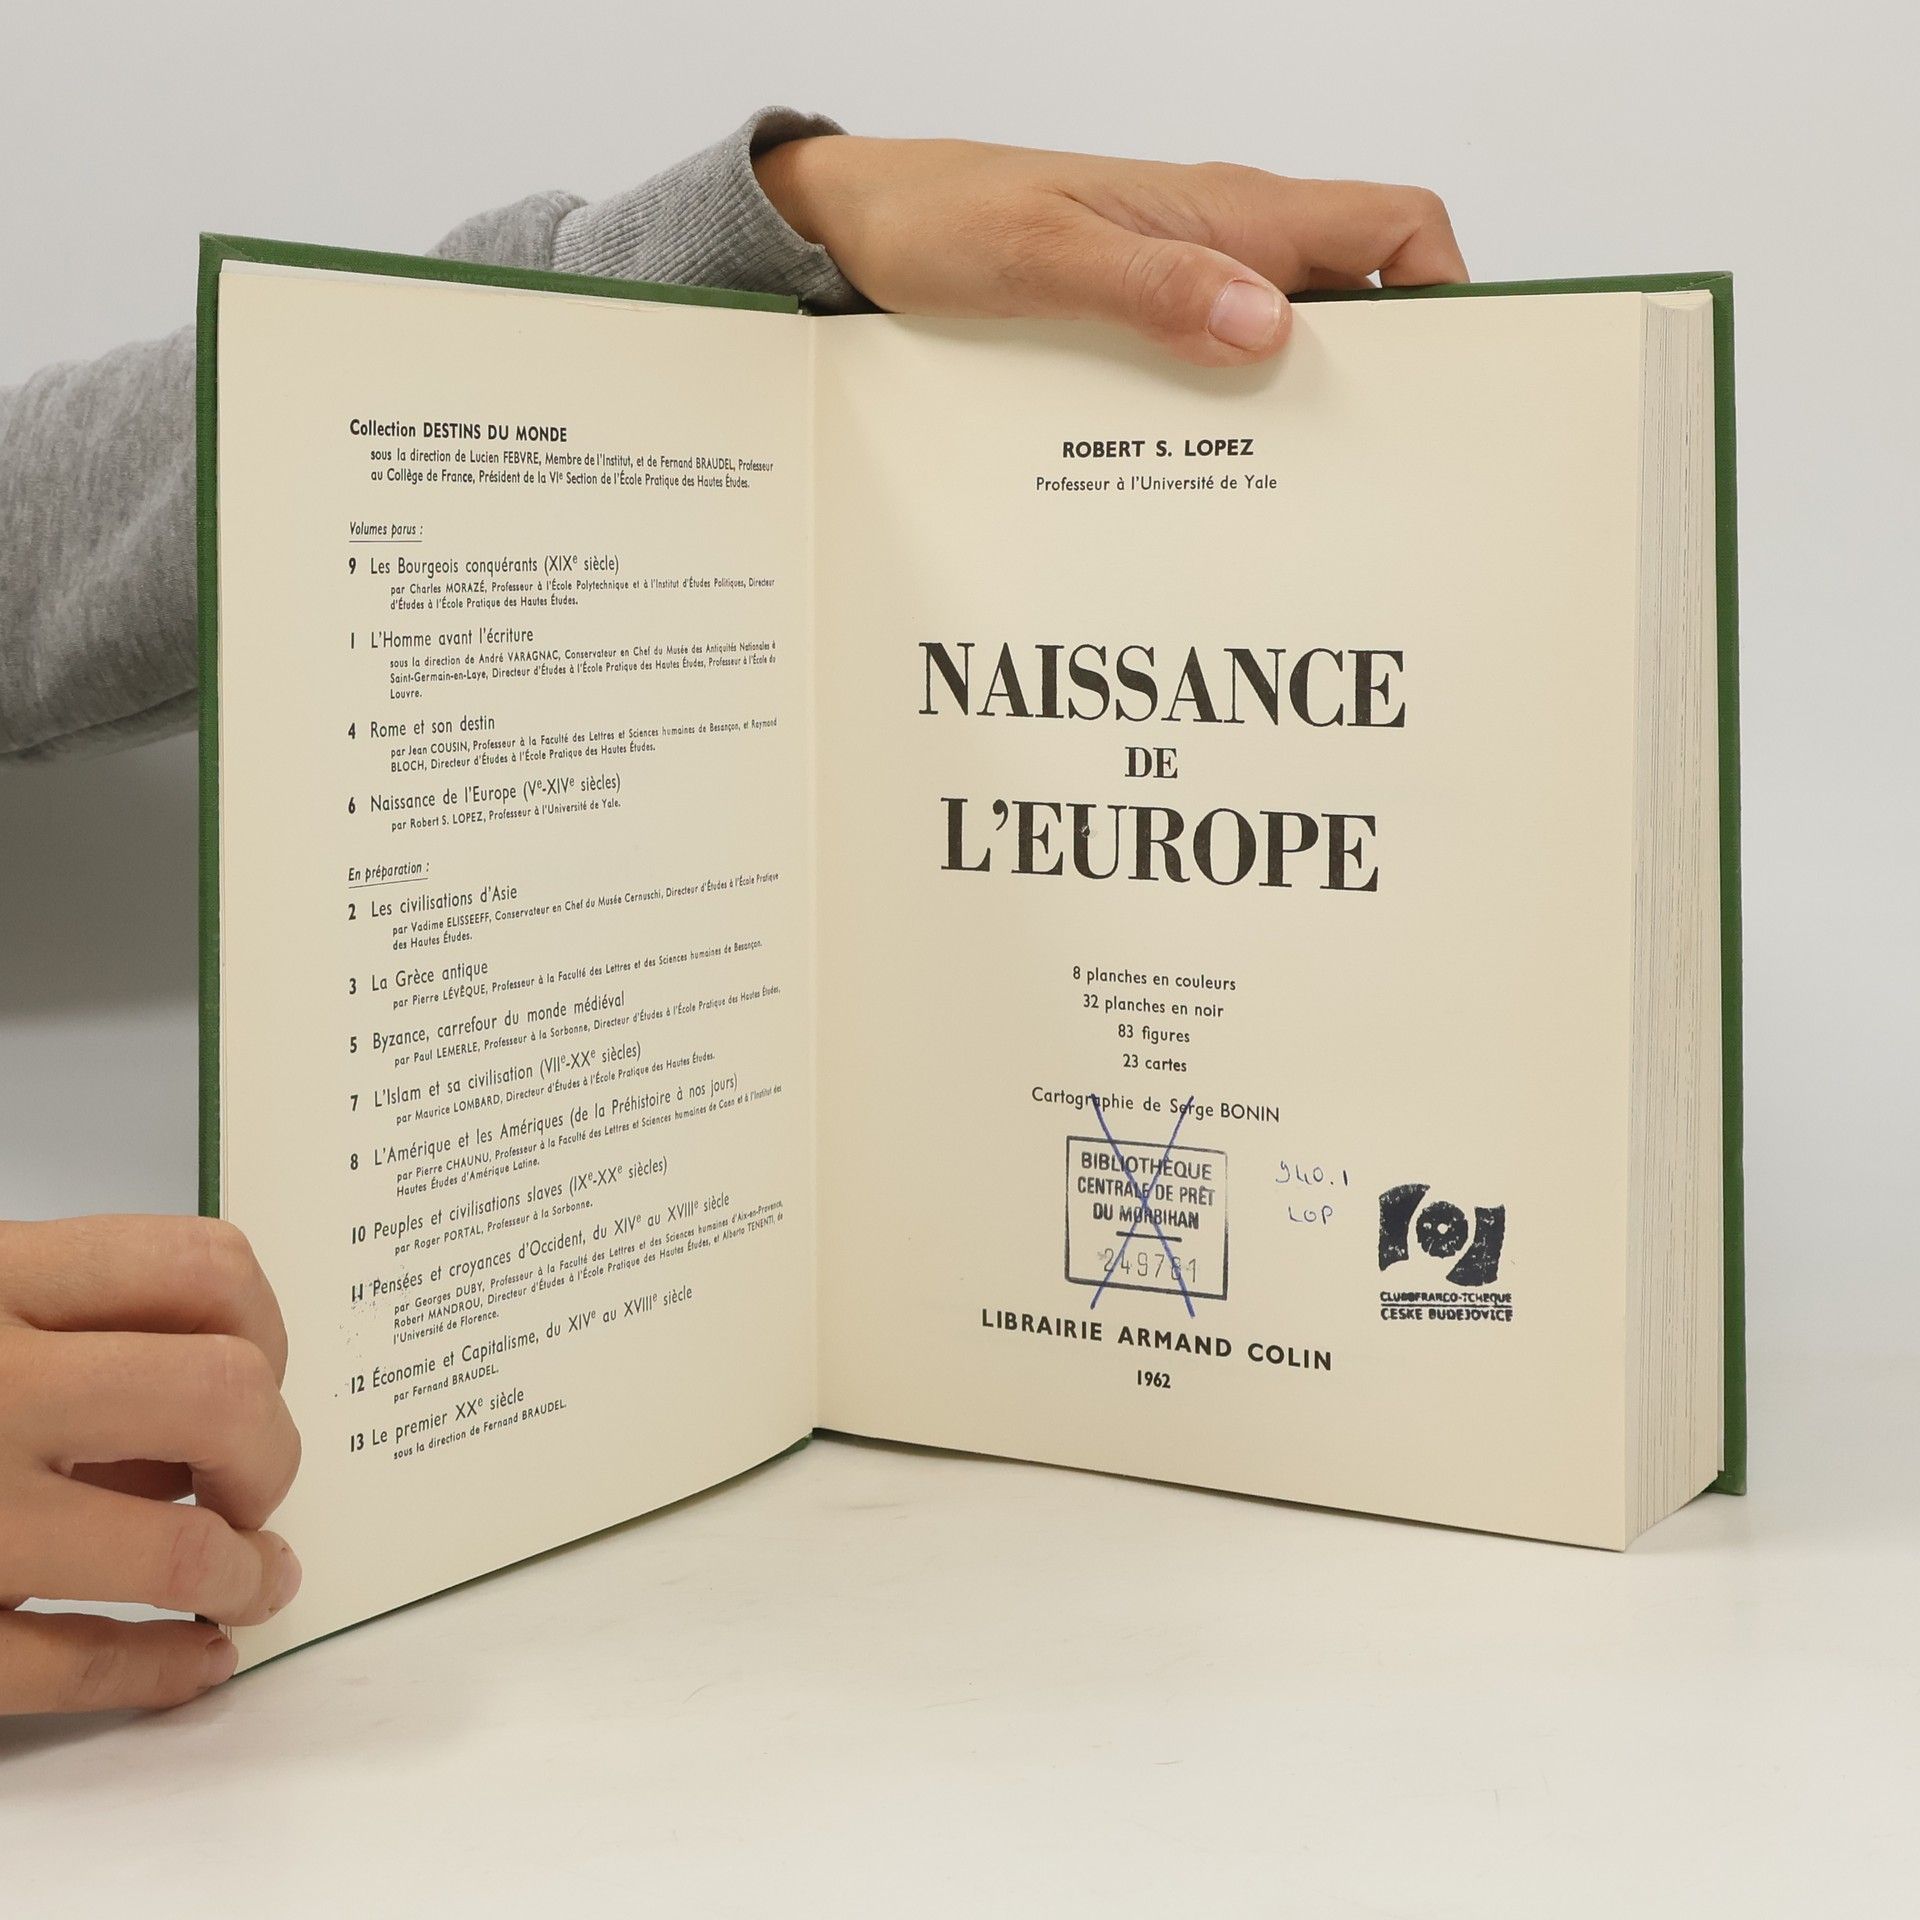 Collection DESTINS DU MONDE
sous la direction de Lucien FEBVRE, Membre de l'Institut, et de Fernand BRAUDEL, Professeur
au Collège de France, Président de la VIe Section de l'École Pratique des Hautes Études.
Volumes parus :
9 Les Bourgeois conquérants (XIXe siècle)
par Charles MORAZÉ, Professeur à l'École Polytechnique et à l'Institut d'Études Politiques, Directeur
d'Études à l'École Pratique des Hautes Études.
1 L'Homme avant l'écriture
sous la direction de André VARAGNAC, Conservateur en Chef du Musée des Antiquités Nationales à
Saint-Germain-en-Laye, Directeur d'Études à l'École Pratique des Hautes Études, Professeur à l'École du
Louvre.
4 Rome et son destin
par Jean COUSIN, Professeur à la Faculté des Lettres et Sciences humaines de Besançon, et Raymond
BLOCH, Directeur d'Études à l'École Pratique des Hautes Études.
6 Naissance de l'Europe (Ve-XIVe siècles)
par Robert S. LOPEZ, Professeur à l'Université de Yale.
En préparation :
2 Les civilisations d'Asie
par Vadime ELISSEEFF, Conservateur en Chef du Musée Cernuschi, Directeur d'Études à l'École Pratique
des Hautes Études.
3 La Grèce antique
par Pierre LÉVÊQUE, Professeur à la Faculté des Lettres et des Sciences humaines de Besançon.
5 Byzance, carrefour du monde médiéval
par Paul LEMERLE, Professeur à la Sorbonne, Directeur d'Études à l'École Pratique des Hautes Études.
7 L'Islam et sa civilisation (VIIe-XXe siècles)
par Maurice LOMBARD, Directeur d'Études à l'École Pratique des Hautes Études.
8 L'Amérique et les Amériques (de la Préhistoire à nos jours)
par Pierre CHAUNU, Professeur à la Faculté des Lettres et Sciences humaines de Caen et à l'Institut des
Hautes Études d'Amérique Latine.
10 Peuples et civilisations slaves (IXe-XXe siècles)
par Roger PORTAL, Professeur à la Sorbonne.
11 Pensées et croyances d'Occident, du XIVe au XVIIIe siècle
par Georges DUBY, Professeur à la Faculté des Lettres et des Sciences humaines d'Aix-en-Provence,
Robert MANDROU, Directeur d'Études à l'École Pratique des Hautes Études, et Alberto TENENTI, de
l'Université de Florence.
12 Économie et Capitalisme, du XIVe au XVIIIe siècle
par Fernand BRAUDEL.
13 Le premier XXe siècle
sous la direction de Fernand BRAUDEL.
ROBERT S. LOPEZ
Professeur à l'Université de Yale
NAISSANCE
DE
L'EUROPE
8 planches en couleurs
32 planches en noir
83 figures
23 cartes
Cartographie de Serge BONIN
BIBLIOTHÈQUE
CENTRALE DE PRÊT
DU MORBIHAN
249781
940.1
LOP
CLUB FRANCO-TCHEQUE
CESKE BUDEJOVICE
LIBRAIRIE ARMAND COLIN
1962